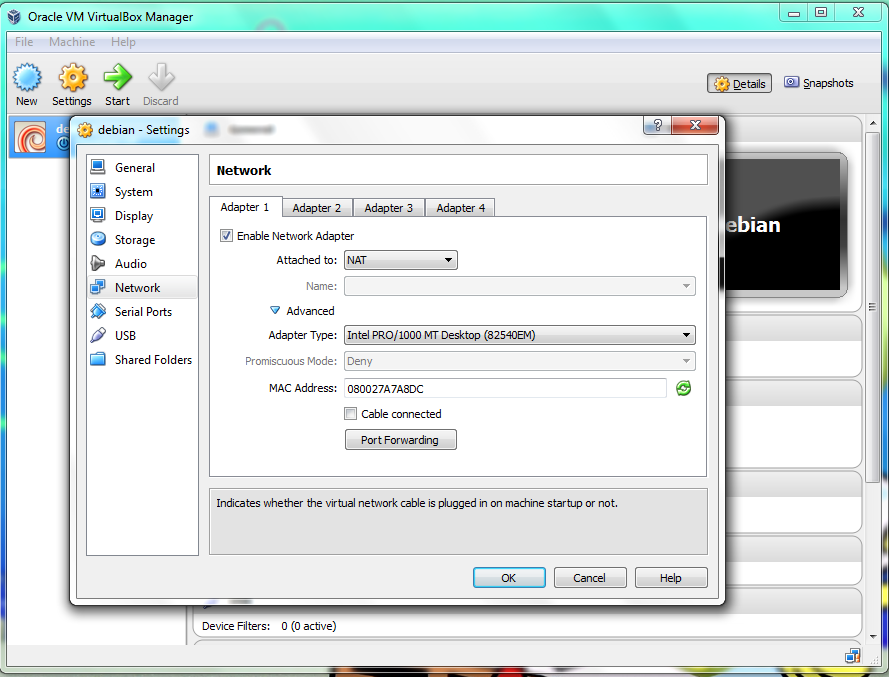 Oracle VM VirtualBox Manager
File Machine Help
New Settings Start Discard
Details Snapshots
de
debian - Settings
General
System
Display
Storage
Audio
Network
Serial Ports
USB
Shared Folders
Network
Adapter 1 Adapter 2 Adapter 3 Adapter 4
Enable Network Adapter
Attached to: NAT
Name:
Advanced
Adapter Type: Intel PRO/1000 MT Desktop (82540EM)
Promiscuous Mode: Deny
MAC Address: 080027A7A8DC
Cable connected
Port Forwarding
Indicates whether the virtual network cable is plugged in on machine startup or not.
OK Cancel Help
ebian
Device Filters: 0 (0 active)